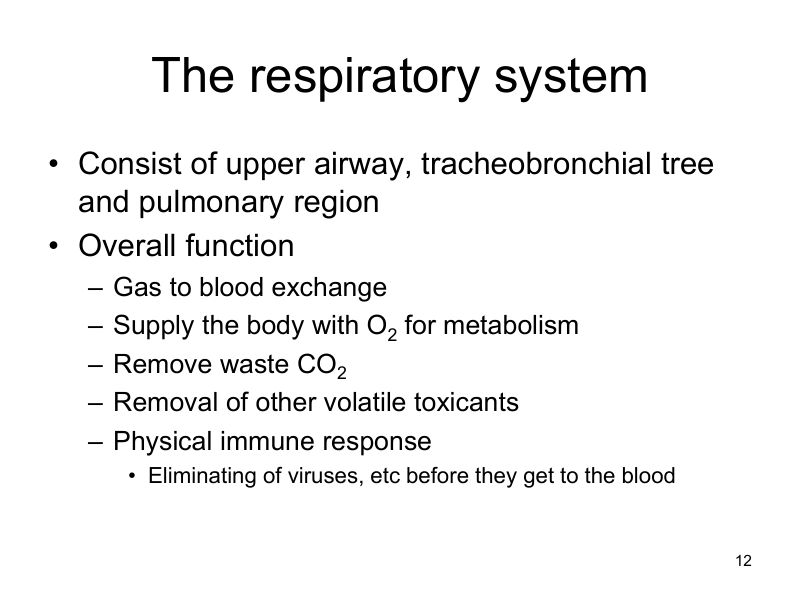 The respiratory system
• Consist of upper airway, tracheobronchial tree
and pulmonary region
• Overall function
– Gas to blood exchange
– Supply the body with O₂ for metabolism
– Remove waste CO₂
– Removal of other volatile toxicants
– Physical immune response
• Eliminating of viruses, etc before they get to the blood
12